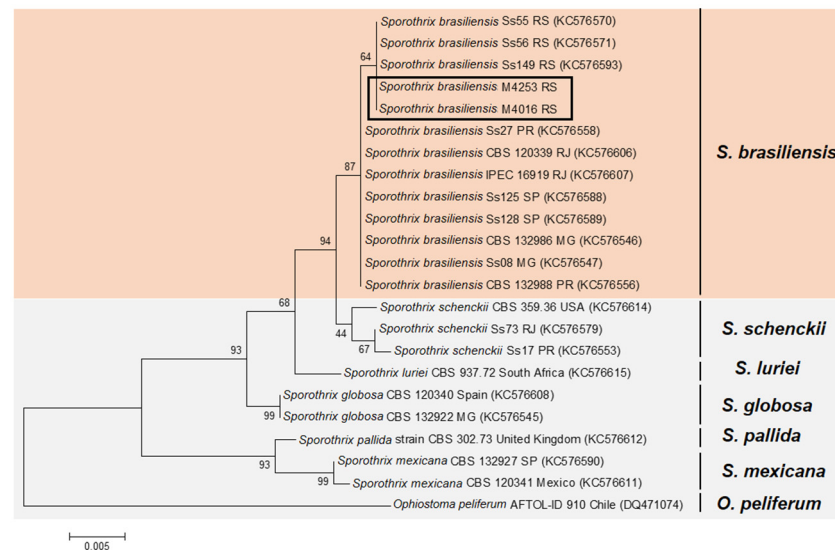 Sporothrix brasiliensis Ss55 RS (KC576570)
Sporothrix brasiliensis Ss56 RS (KC576571)
Sporothrix brasiliensis Ss149 RS (KC576593)
64
Sporothrix brasiliensis M4253 RS
Sporothrix brasiliensis M4016 RS
Sporothrix brasiliensis Ss27 PR (KC576558)
Sporothrix brasiliensis CBS 120339 RJ (KC576606)
S. brasiliensis
87
Sporothrix brasiliensis IPEC 16919 RJ (KC576607)
Sporothrix brasiliensis Ss125 SP (KC576588)
Sporothrix brasiliensis Ss128 SP (KC576589)
94
Sporothrix brasiliensis CBS 132986 MG (KC576546)
Sporothrix brasiliensis Ss08 MG (KC576547)
Sporothrix brasiliensis CBS 132988 PR (KC576556)
68
Sporothrix schenckii CBS 359.36 USA (KC576614)
44
Sporothrix schenckii Ss73 RJ (KC576579)
S. schenckii
67
Sporothrix schenckii Ss17 PR (KC576553)
93
Sporothrix luriei CBS 937.72 South Africa (KC576615)
S. luriei
Sporothrix globosa CBS 120340 Spain (KC576608)
S. globosa
99
Sporothrix globosa CBS 132922 MG (KC576545)
Sporothrix pallida strain CBS 302.73 United Kingdom (KC576612)
S. pallida
93
Sporothrix mexicana CBS 132927 SP (KC576590)
S. mexicana
99
Sporothrix mexicana CBS 120341 Mexico (KC576611)
Ophiostoma peliferum AFTOL-ID 910 Chile (DQ471074)
O. peliferum
0.005